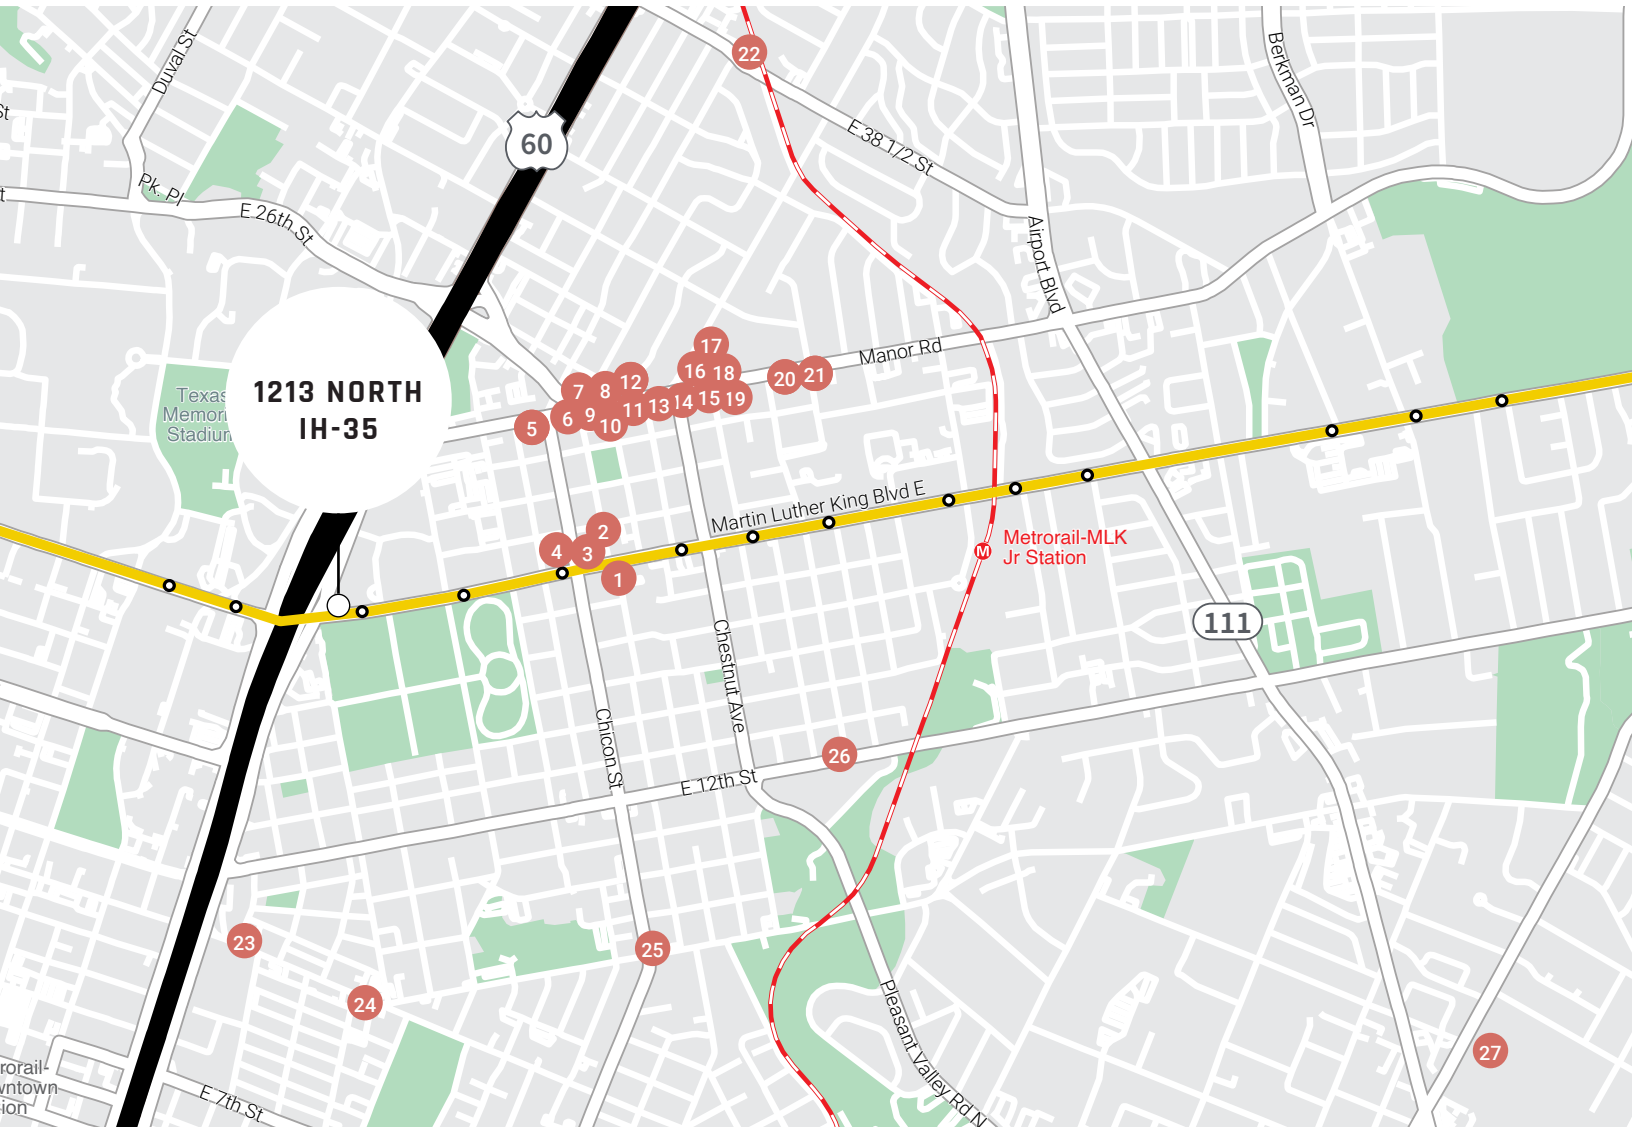 22
Duval St
Berkman Dr
St
60
E 38 1/2 St
Pk. Pl
E 26th St
Airport Blvd
Manor Rd
17
16
18
12
7
8
20
21
1213 NORTH
IH-35
Texas
Memori
Stadium
6
9
11
13
14
15
19
5
10
Martin Luther King Blvd E
2
4
3
1
M
Metrorail-MLK
Jr Station
111
Chestnut Ave
Chicon St
26
E 12th St
23
25
24
Pleasant Valley Rd N
27
rorail-
wntown
ion
E 7th St